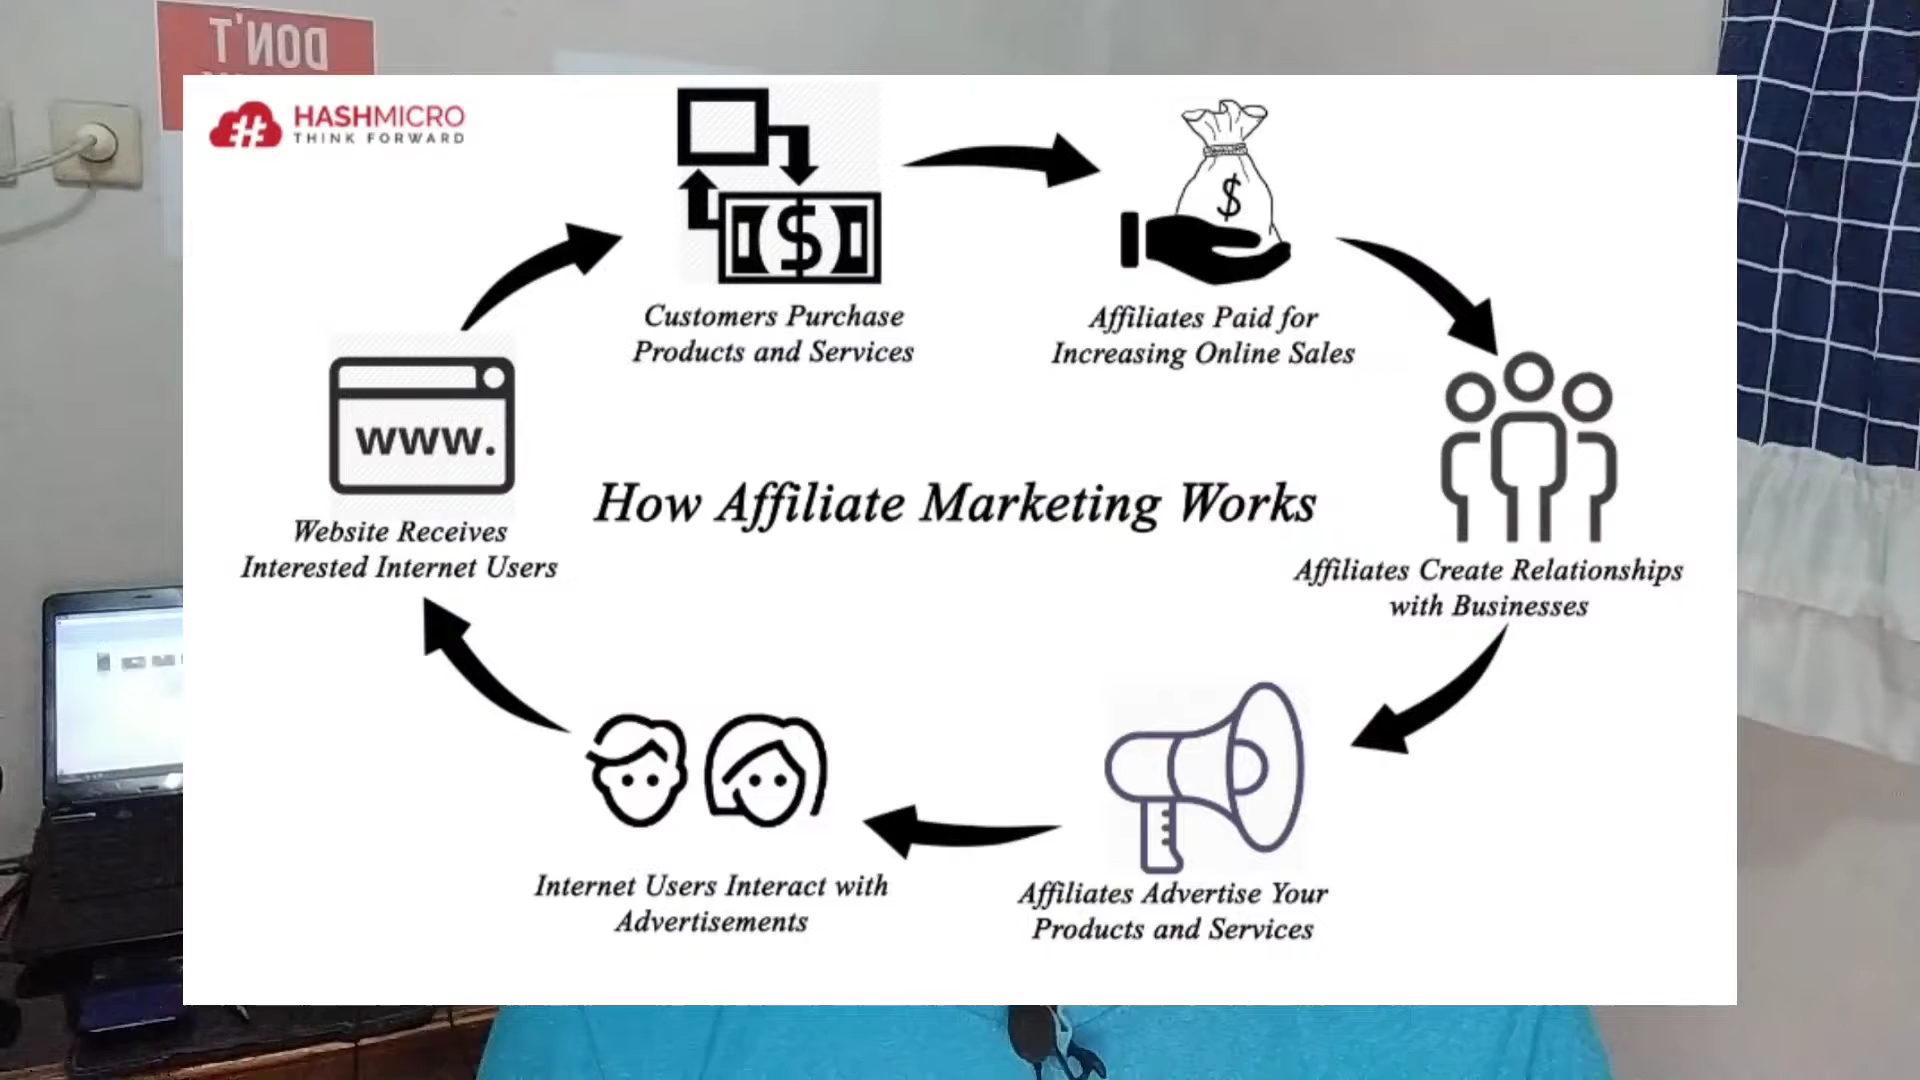 DON'T
HASHMICRO
THINK FORWARD
$
$
Customers Purchase
Products and Services
Affiliates Paid for
Increasing Online Sales
www.
Website Receives
Interested Internet Users
How Affiliate Marketing Works
Affiliates Create Relationships
with Businesses
Internet Users Interact with
Advertisements
Affiliates Advertise Your
Products and Services